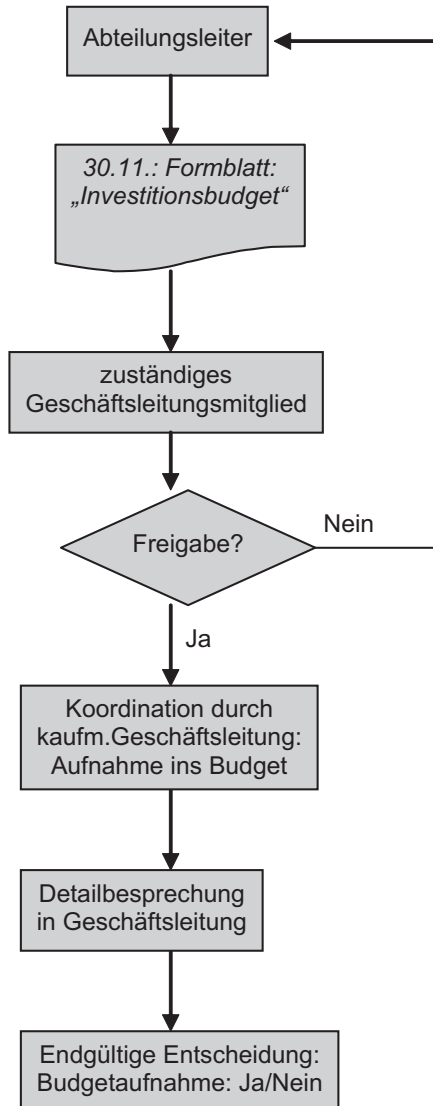 Abteilungsleiter
30.11.: Formblatt:
„Investitionsbudget“
zuständiges
Geschäftsleitungsmitglied
Freigabe?
Nein
Ja
Koordination durch
kaufm.Geschäftsleitung:
Aufnahme ins Budget
Detailbesprechung
in Geschäftsleitung
Endgültige Entscheidung:
Budgetaufnahme: Ja/Nein